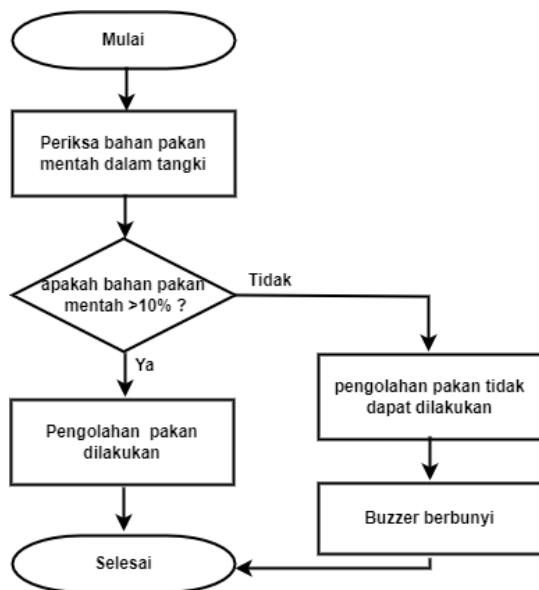 Mulai
Periksa bahan pakan
mentah dalam tangki
apakah bahan pakan
mentah >10% ?
Tidak
Ya
pengolahan pakan tidak
dapat dilakukan
Pengolahan pakan
dilakukan
Buzzer berbunyi
Selesai